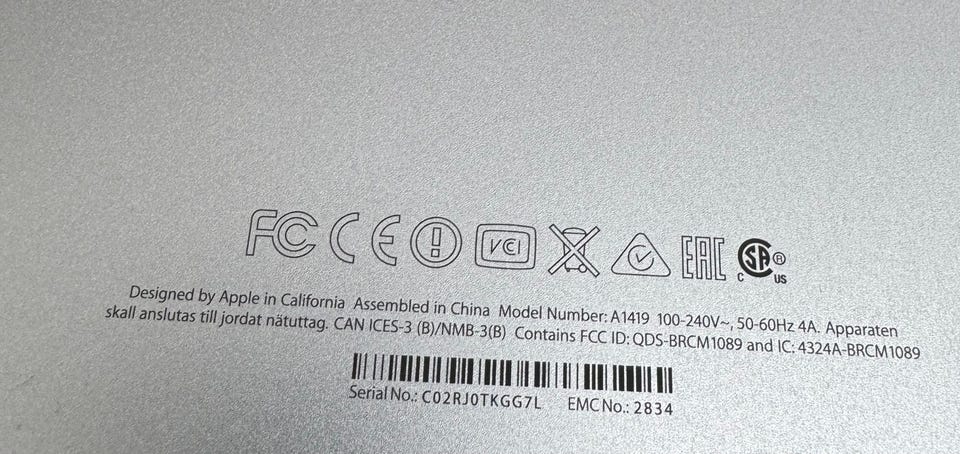 FC CE VCI EAC CSA® C US
Designed by Apple in California Assembled in China Model Number: A1419 100-240V~, 50-60Hz 4A. Apparaten
skall anslutas till jordat nätuttag. CAN ICES-3 (B)/NMB-3(B) Contains FCC ID: QDS-BRCM1089 and IC: 4324A-BRCM1089
Serial No.: C02RJ0TKGG7L EMC No.: 2834